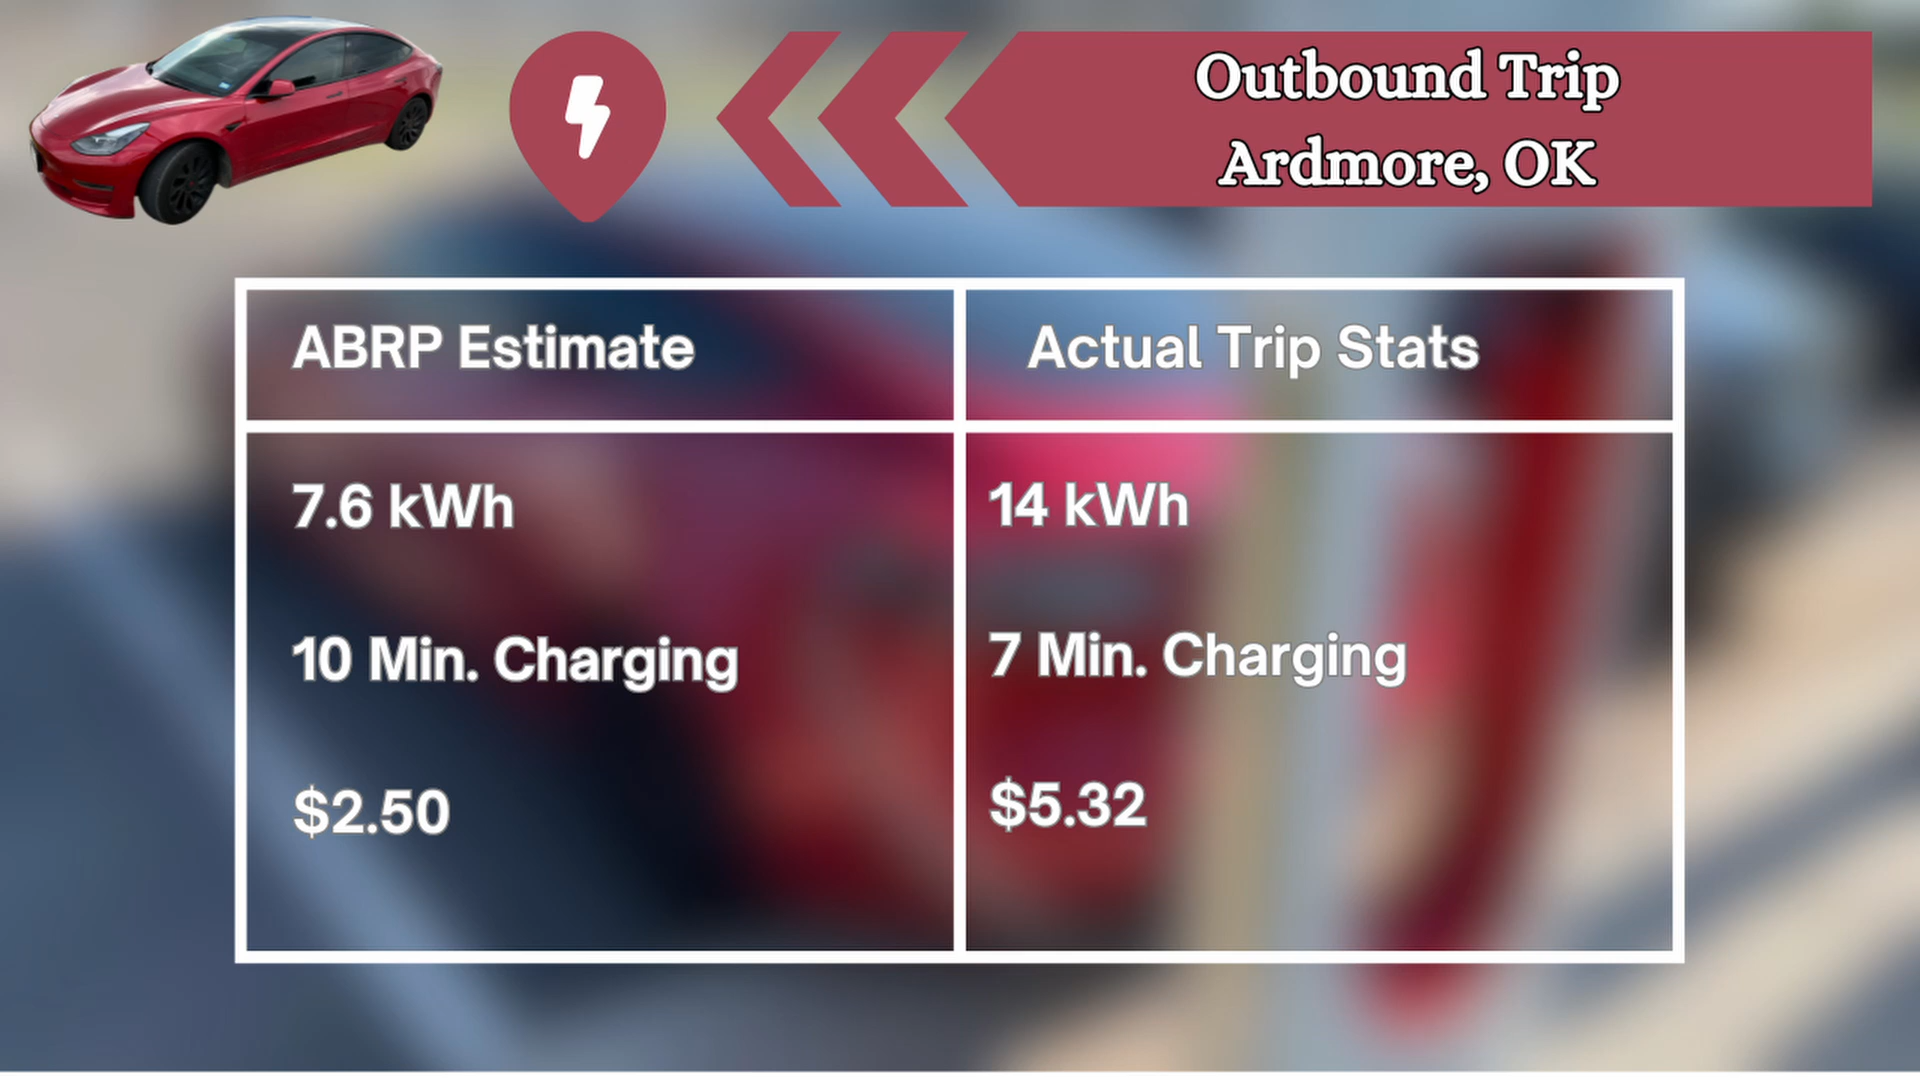 Outbound Trip
Ardmore, OK
ABRP Estimate
Actual Trip Stats
7.6 kWh
14 kWh
10 Min. Charging
7 Min. Charging
$2.50
$5.32